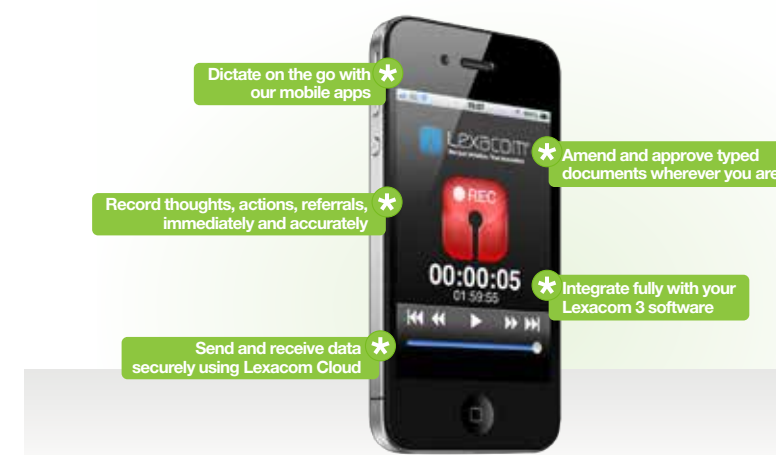 Dictate on the go with
our mobile apps
Lexacom
Amend and approve typed
documents wherever you are
REC
Record thoughts, actions, referrals,
immediately and accurately
00:00:05
01:59:55
Integrate fully with your
Lexacom 3 software
Send and receive data
securely using Lexacom Cloud